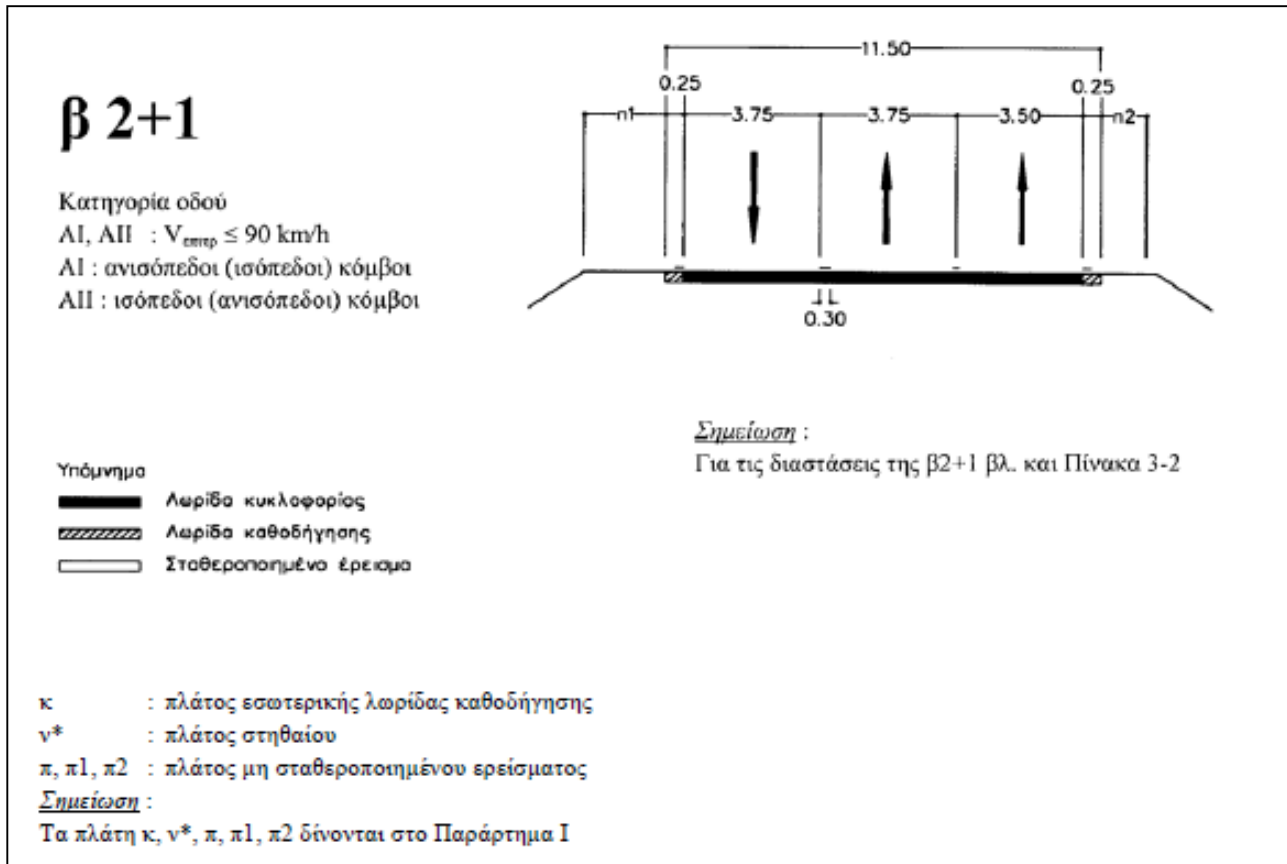 β 2+1
Κατηγορία οδού
ΑΙ, ΑΙΙ : Vεπιτρ ≤ 90 km/h
ΑΙ : ανισόπεδοι (ισόπεδοι) κόμβοι
ΑΙΙ : ισόπεδοι (ανισόπεδοι) κόμβοι
11.50
0.25 0.25
π1 3.75 3.75 3.50 π2
0.30
Σημείωση :
Για τις διαστάσεις της β2+1 βλ. και Πίνακα 3-2
Υπόμνημα
Λωρίδα κυκλοφορίας
Λωρίδα καθοδήγησης
Σταθεροποιημένο έρεισμα
κ : πλάτος εσωτερικής λωρίδας καθοδήγησης
ν* : πλάτος στηθαίου
π, π1, π2 : πλάτος μη σταθεροποιημένου ερείσματος
Σημείωση :
Τα πλάτη κ, ν*, π, π1, π2 δίνονται στο Παράρτημα Ι